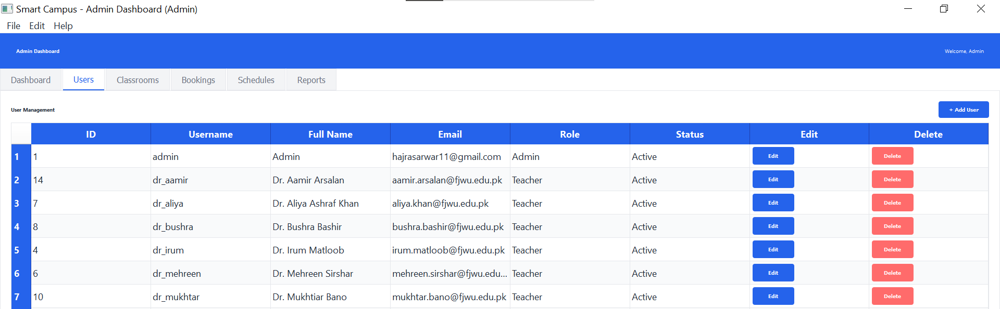 Smart Campus - Admin Dashboard (Admin)
File Edit Help
Admin Dashboard Welcome, Admin
Dashboard Users Classrooms Bookings Schedules Reports
User Management + Add User
ID Username Full Name Email Role Status Edit Delete
1 1 admin Admin hajrasarwar11@gmail.com Admin Active Edit Delete
2 14 dr_aamir Dr. Aamir Arsalan aamir.arsalan@fjwu.edu.pk Teacher Active Edit Delete
3 7 dr_aliya Dr. Aliya Ashraf Khan aliya.khan@fjwu.edu.pk Teacher Active Edit Delete
4 8 dr_bushra Dr. Bushra Bashir bushra.bashir@fjwu.edu.pk Teacher Active Edit Delete
5 4 dr_irum Dr. Irum Matloob irum.matloob@fjwu.edu.pk Teacher Active Edit Delete
6 6 dr_mehreen Dr. Mehreen Sirshar mehreen.sirshar@fjwu.edu... Teacher Active Edit Delete
7 10 dr_mukhtar Dr. Mukhtiar Bano mukhtar.bano@fjwu.edu.pk Teacher Active Edit Delete